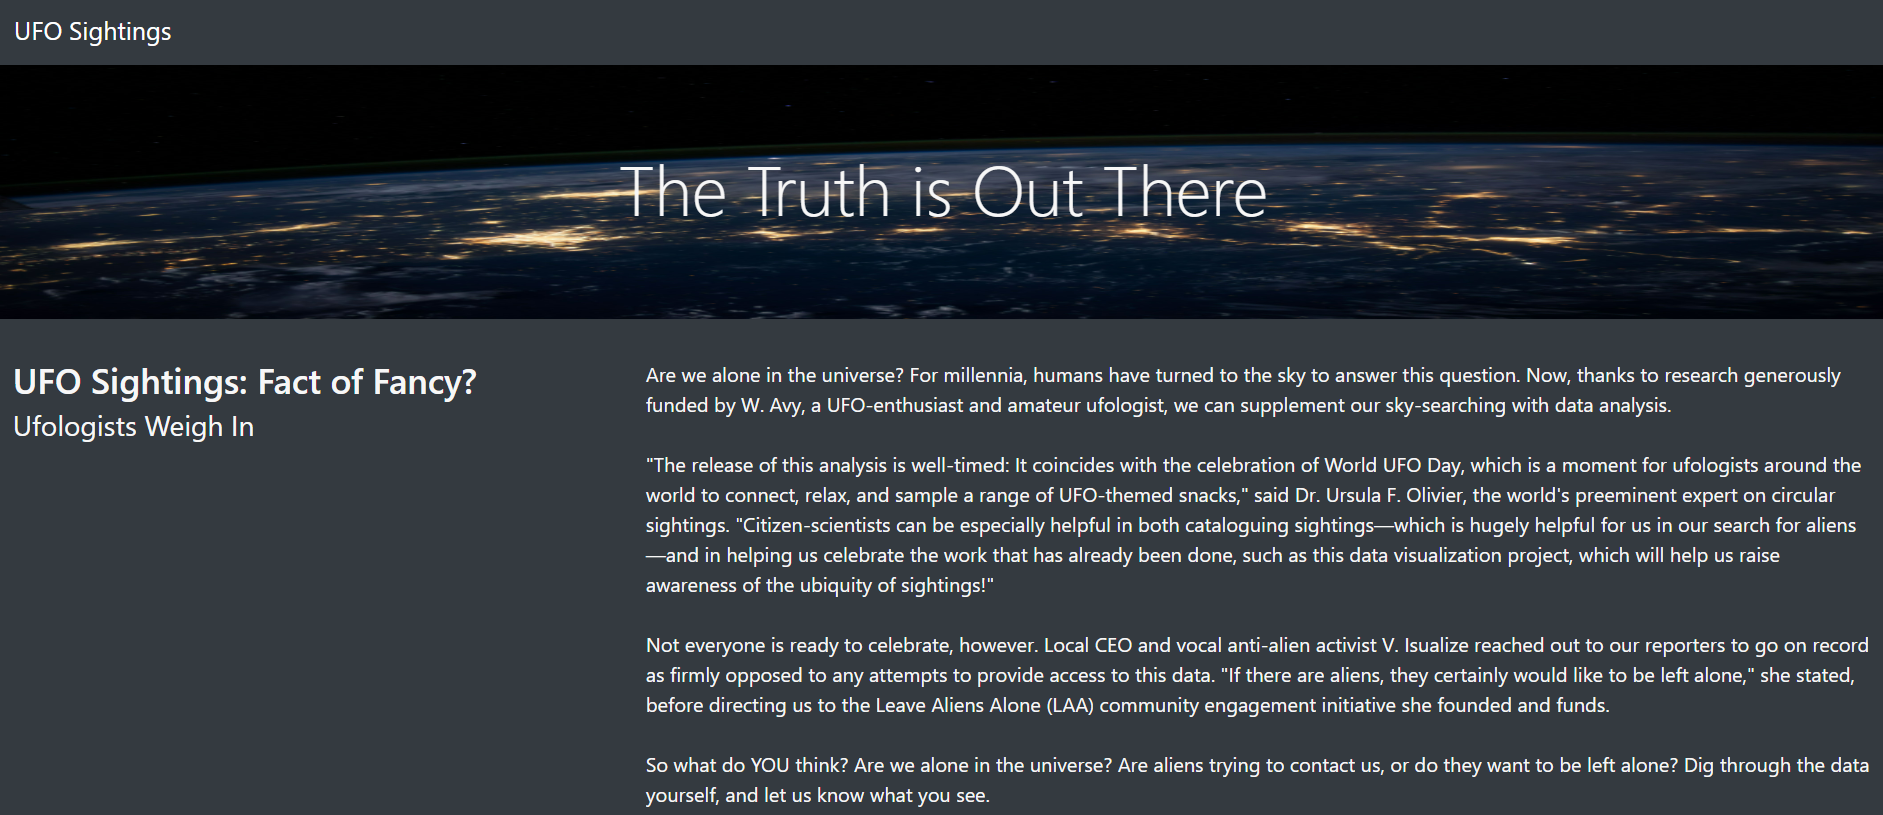 UFO Sightings
The Truth is Out There
UFO Sightings: Fact of Fancy?
Ufologists Weigh In
Are we alone in the universe? For millennia, humans have turned to the sky to answer this question. Now, thanks to research generously
funded by W. Avy, a UFO-enthusiast and amateur ufologist, we can supplement our sky-searching with data analysis.
"The release of this analysis is well-timed: It coincides with the celebration of World UFO Day, which is a moment for ufologists around the
world to connect, relax, and sample a range of UFO-themed snacks," said Dr. Ursula F. Olivier, the world's preeminent expert on circular
sightings. "Citizen-scientists can be especially helpful in both cataloguing sightings—which is hugely helpful for us in our search for aliens
—and in helping us celebrate the work that has already been done, such as this data visualization project, which will help us raise
awareness of the ubiquity of sightings!"
Not everyone is ready to celebrate, however. Local CEO and vocal anti-alien activist V. Isualize reached out to our reporters to go on record
as firmly opposed to any attempts to provide access to this data. "If there are aliens, they certainly would like to be left alone," she stated,
before directing us to the Leave Aliens Alone (LAA) community engagement initiative she founded and funds.
So what do YOU think? Are we alone in the universe? Are aliens trying to contact us, or do they want to be left alone? Dig through the data
yourself, and let us know what you see.